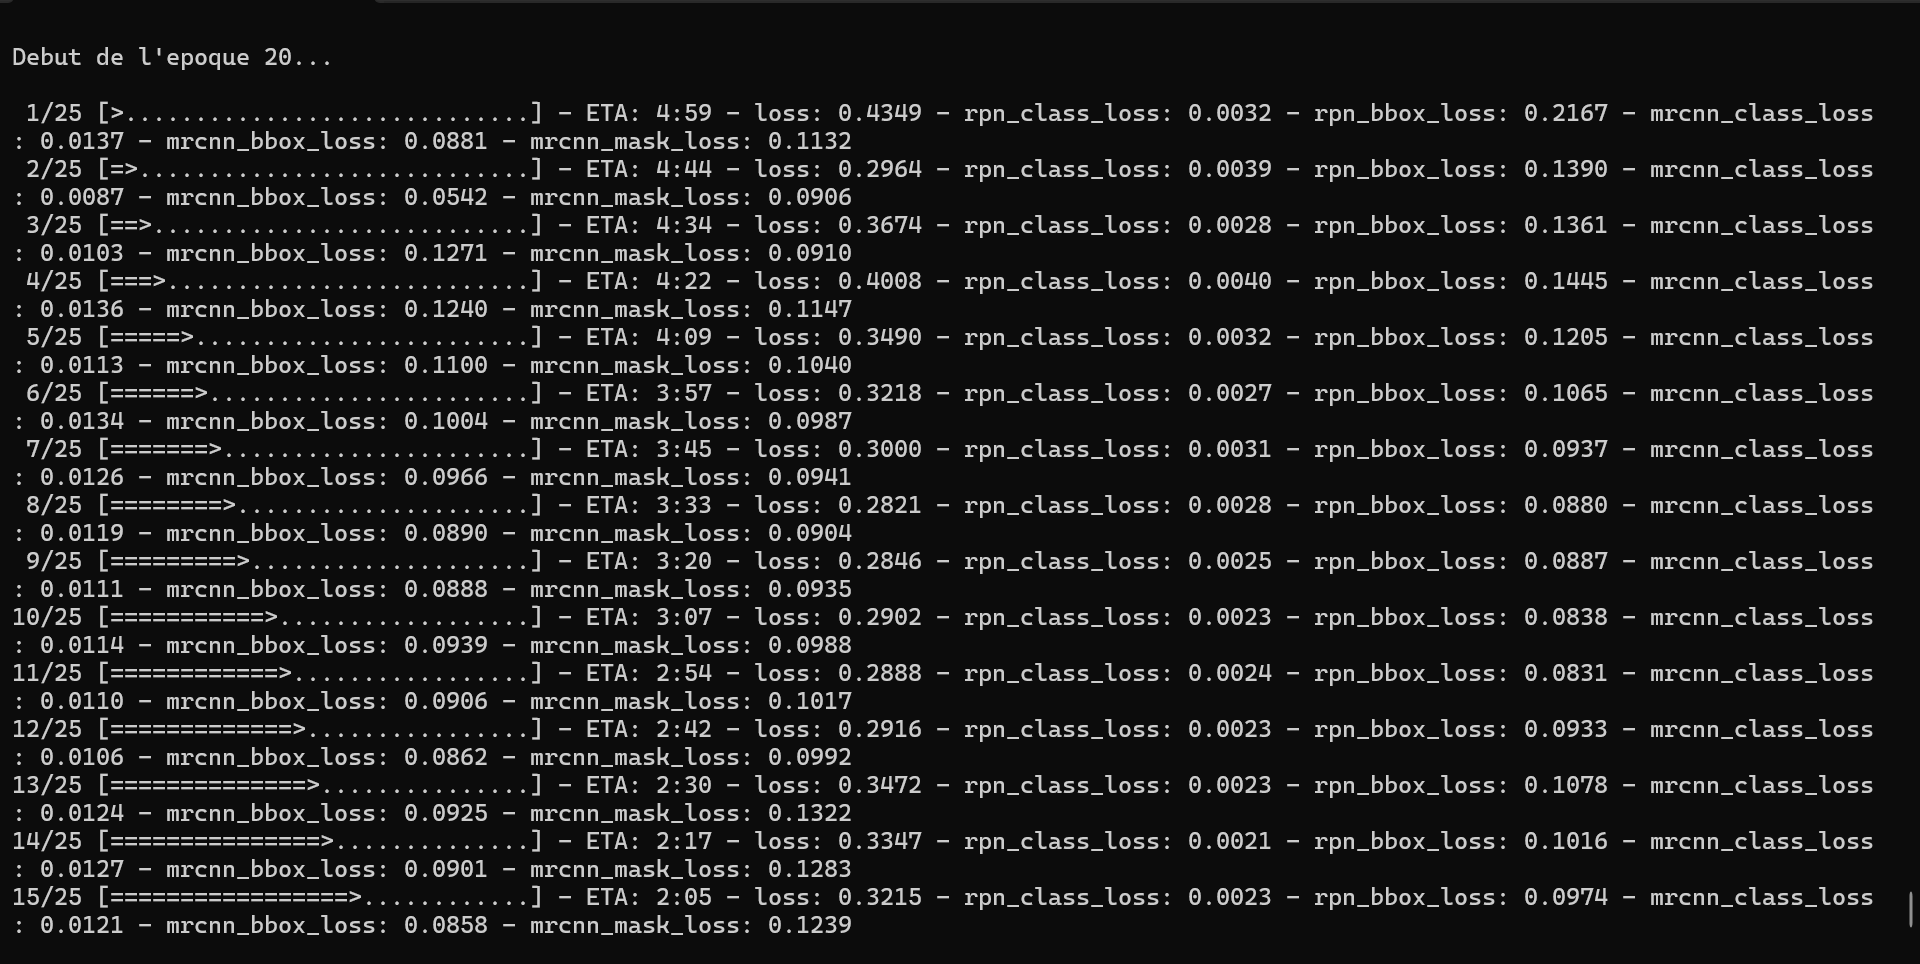 Debut de l'epoque 20...
 1/25 [>.............................] - ETA: 4:59 - loss: 0.4349 - rpn_class_loss: 0.0032 - rpn_bbox_loss: 0.2167 - mrcnn_class_loss
: 0.0137 - mrcnn_bbox_loss: 0.0881 - mrcnn_mask_loss: 0.1132
 2/25 [=>............................] - ETA: 4:44 - loss: 0.2964 - rpn_class_loss: 0.0039 - rpn_bbox_loss: 0.1390 - mrcnn_class_loss
: 0.0087 - mrcnn_bbox_loss: 0.0542 - mrcnn_mask_loss: 0.0906
 3/25 [==>...........................] - ETA: 4:34 - loss: 0.3674 - rpn_class_loss: 0.0028 - rpn_bbox_loss: 0.1361 - mrcnn_class_loss
: 0.0103 - mrcnn_bbox_loss: 0.1271 - mrcnn_mask_loss: 0.0910
 4/25 [===>..........................] - ETA: 4:22 - loss: 0.4008 - rpn_class_loss: 0.0040 - rpn_bbox_loss: 0.1445 - mrcnn_class_loss
: 0.0136 - mrcnn_bbox_loss: 0.1240 - mrcnn_mask_loss: 0.1147
 5/25 [=====>........................] - ETA: 4:09 - loss: 0.3490 - rpn_class_loss: 0.0032 - rpn_bbox_loss: 0.1205 - mrcnn_class_loss
: 0.0113 - mrcnn_bbox_loss: 0.1100 - mrcnn_mask_loss: 0.1040
 6/25 [======>.......................] - ETA: 3:57 - loss: 0.3218 - rpn_class_loss: 0.0027 - rpn_bbox_loss: 0.1065 - mrcnn_class_loss
: 0.0134 - mrcnn_bbox_loss: 0.1004 - mrcnn_mask_loss: 0.0987
 7/25 [=======>......................] - ETA: 3:45 - loss: 0.3000 - rpn_class_loss: 0.0031 - rpn_bbox_loss: 0.0937 - mrcnn_class_loss
: 0.0126 - mrcnn_bbox_loss: 0.0966 - mrcnn_mask_loss: 0.0941
 8/25 [========>.....................] - ETA: 3:33 - loss: 0.2821 - rpn_class_loss: 0.0028 - rpn_bbox_loss: 0.0880 - mrcnn_class_loss
: 0.0119 - mrcnn_bbox_loss: 0.0890 - mrcnn_mask_loss: 0.0904
 9/25 [=========>....................] - ETA: 3:20 - loss: 0.2846 - rpn_class_loss: 0.0025 - rpn_bbox_loss: 0.0887 - mrcnn_class_loss
: 0.0111 - mrcnn_bbox_loss: 0.0888 - mrcnn_mask_loss: 0.0935
10/25 [===========>..................] - ETA: 3:07 - loss: 0.2902 - rpn_class_loss: 0.0023 - rpn_bbox_loss: 0.0838 - mrcnn_class_loss
: 0.0114 - mrcnn_bbox_loss: 0.0939 - mrcnn_mask_loss: 0.0988
11/25 [============>.................] - ETA: 2:54 - loss: 0.2888 - rpn_class_loss: 0.0024 - rpn_bbox_loss: 0.0831 - mrcnn_class_loss
: 0.0110 - mrcnn_bbox_loss: 0.0906 - mrcnn_mask_loss: 0.1017
12/25 [=============>................] - ETA: 2:42 - loss: 0.2916 - rpn_class_loss: 0.0023 - rpn_bbox_loss: 0.0933 - mrcnn_class_loss
: 0.0106 - mrcnn_bbox_loss: 0.0862 - mrcnn_mask_loss: 0.0992
13/25 [==============>...............] - ETA: 2:30 - loss: 0.3472 - rpn_class_loss: 0.0023 - rpn_bbox_loss: 0.1078 - mrcnn_class_loss
: 0.0124 - mrcnn_bbox_loss: 0.0925 - mrcnn_mask_loss: 0.1322
14/25 [===============>..............] - ETA: 2:17 - loss: 0.3347 - rpn_class_loss: 0.0021 - rpn_bbox_loss: 0.1016 - mrcnn_class_loss
: 0.0127 - mrcnn_bbox_loss: 0.0901 - mrcnn_mask_loss: 0.1283
15/25 [=================>............] - ETA: 2:05 - loss: 0.3215 - rpn_class_loss: 0.0023 - rpn_bbox_loss: 0.0974 - mrcnn_class_loss
: 0.0121 - mrcnn_bbox_loss: 0.0858 - mrcnn_mask_loss: 0.1239